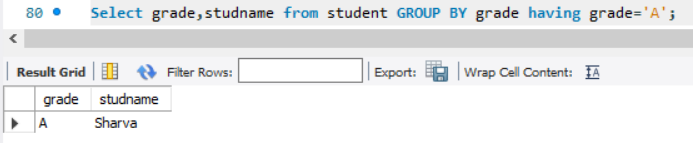 80 Select grade,studname from student GROUP BY grade having grade='A';
Result Grid Filter Rows: Export: Wrap Cell Content: IA
grade studname
A Sharva